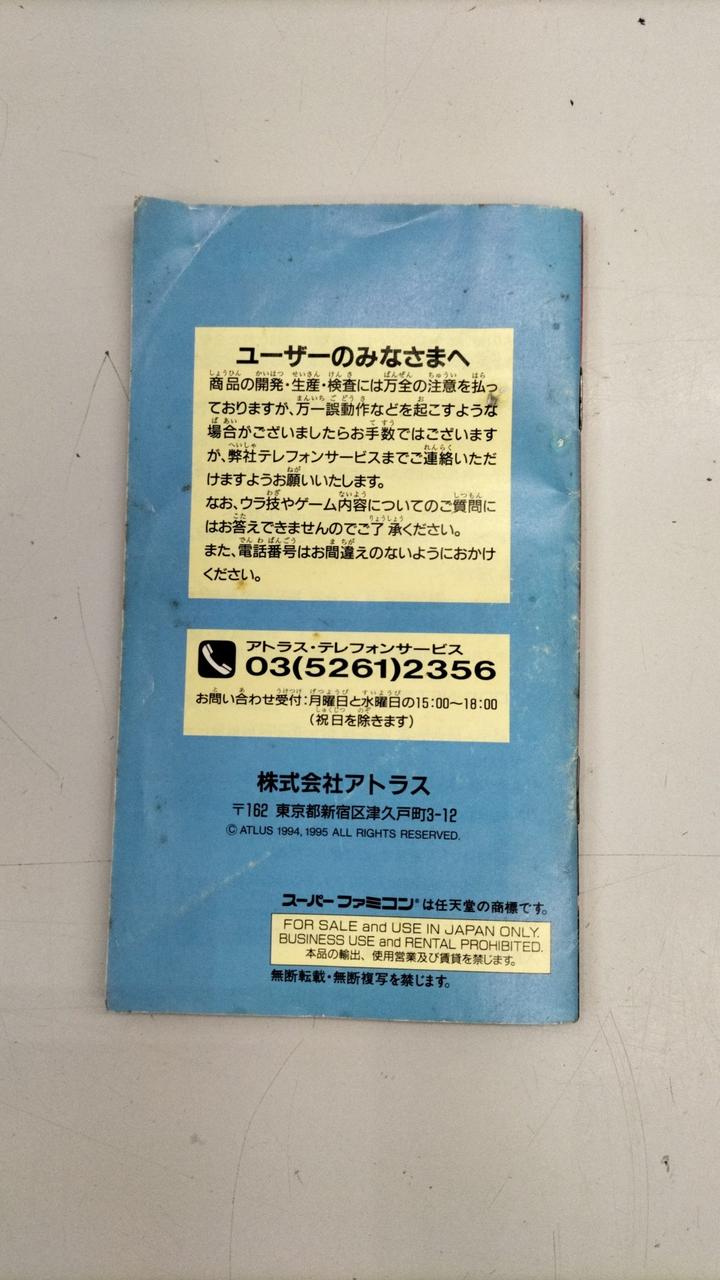 ユーザーのみなさまへ
商品の開発・生産・検査には万全の注意を払っ
ておりますが、万一誤動作などを起こすような
場合がございましたらお手数ではございます
が、弊社テレフォンサービスまでご連絡いただ
けますようお願いいたします。
なお、ウラ技やゲーム内容についてのご質問に
はお答えできませんのでご了承ください。
また、電話番号はお間違えのないようにおかけ
ください。
アトラス・テレフォンサービス
03(5261)2356
お問い合わせ受付：月曜日と水曜日の15:00〜18:00
（祝日を除きます）
株式会社アトラス
〒162 東京都新宿区津久戸町3-12
© ATLUS 1994, 1995 ALL RIGHTS RESERVED.
スーパーファミコン®は任天堂の商標です。
FOR SALE and USE IN JAPAN ONLY.
BUSINESS USE and RENTAL PROHIBITED.
本品の輸出、使用営業及び賃貸を禁じます。
無断転載・無断複写を禁じます。